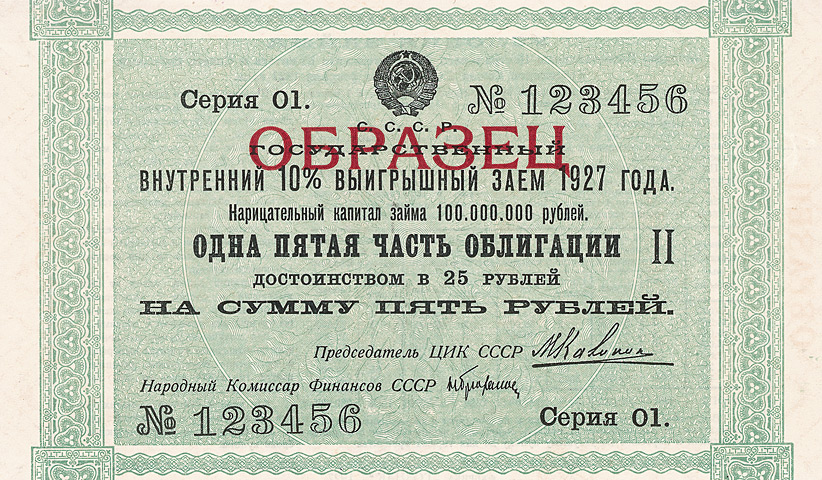 Серия 01. № 123456
С. С. С. Р.
ОБРАЗЕЦ
ГОСУДАРСТВЕННЫЙ
ВНУТРЕННИЙ 10% ВЫИГРЫШНЫЙ ЗАЕМ 1927 ГОДА.
Нарицательный капитал займа 100.000.000 рублей.
ОДНА ПЯТАЯ ЧАСТЬ ОБЛИГАЦИИ II
ДОСТОИНСТВОМ В 25 РУБЛЕЙ
НА СУММУ ПЯТЬ РУБЛЕЙ.
Председатель ЦИК СССР
Народный Комиссар Финансов СССР
№ 123456 Серия 01.